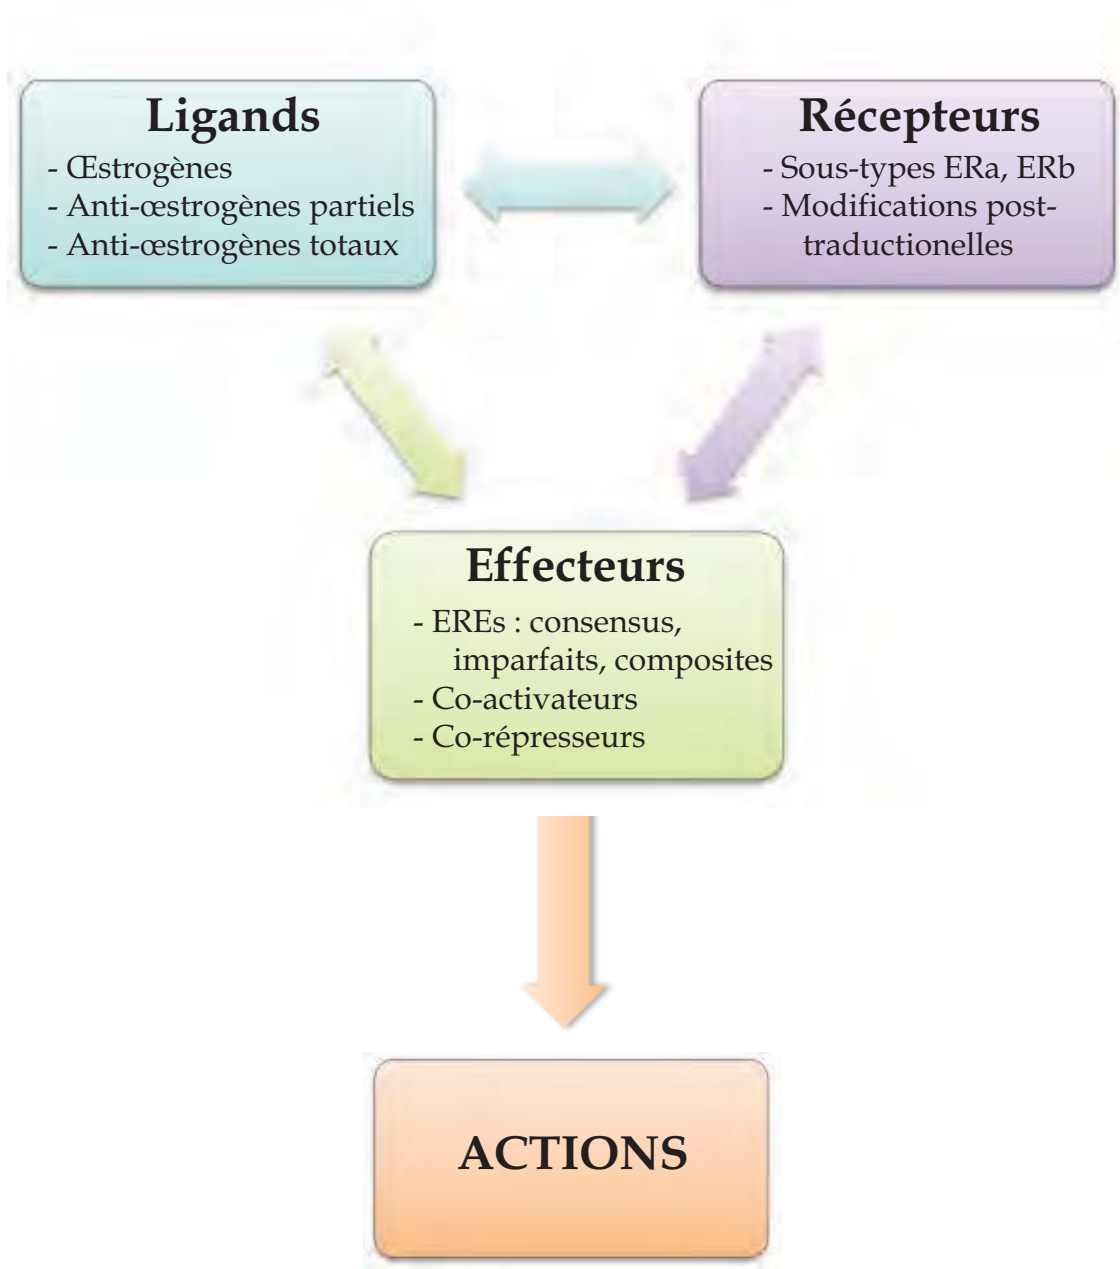 Ligands
- Œstrogènes
- Anti-œstrogènes partiels
- Anti-œstrogènes totaux
Récepteurs
- Sous-types ERa, ERb
- Modifications post-
traductionelles
Effecteurs
- EREs : consensus,
imparfaits, composites
- Co-activateurs
- Co-répresseurs
ACTIONS